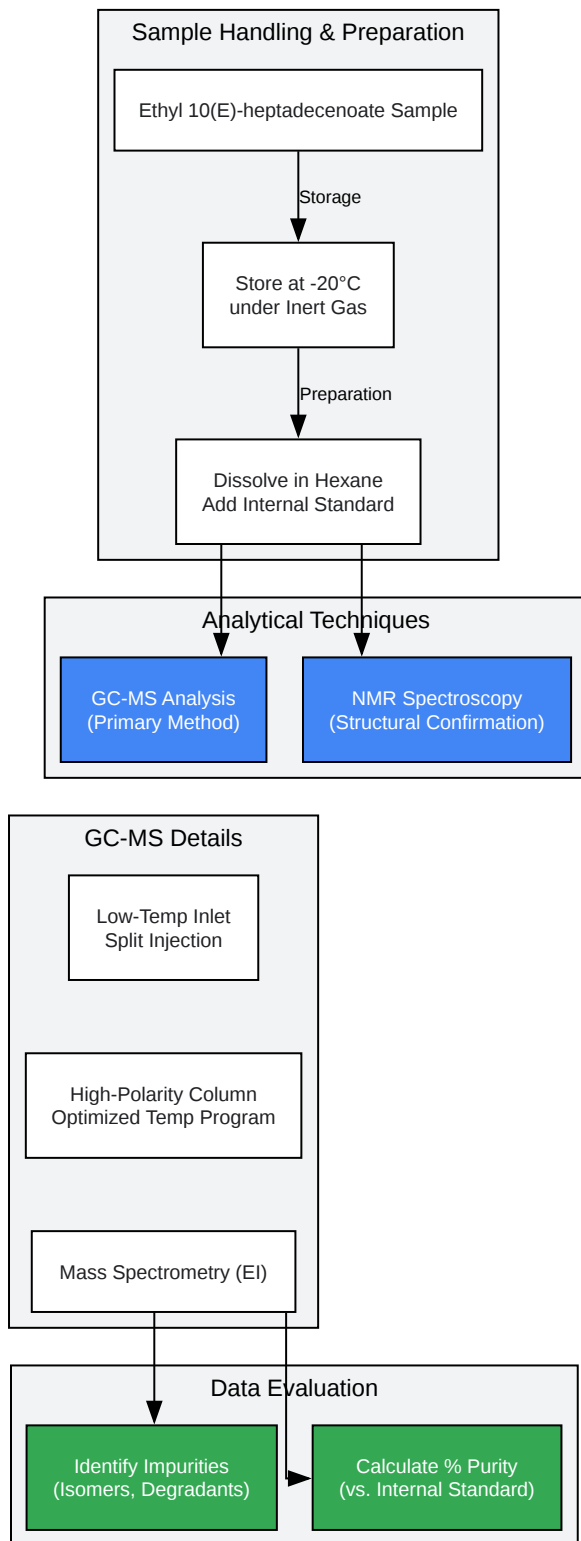 Sample Handling & Preparation
Ethyl 10(E)-heptadecenoate Sample
Storage
Store at -20°C
under Inert Gas
Preparation
Dissolve in Hexane
Add Internal Standard
Analytical Techniques
GC-MS Analysis
(Primary Method)
NMR Spectroscopy
(Structural Confirmation)
GC-MS Details
Low-Temp Inlet
Split Injection
High-Polarity Column
Optimized Temp Program
Mass Spectrometry (EI)
Data Evaluation
Identify Impurities
(Isomers, Degradants)
Calculate % Purity
(vs. Internal Standard)